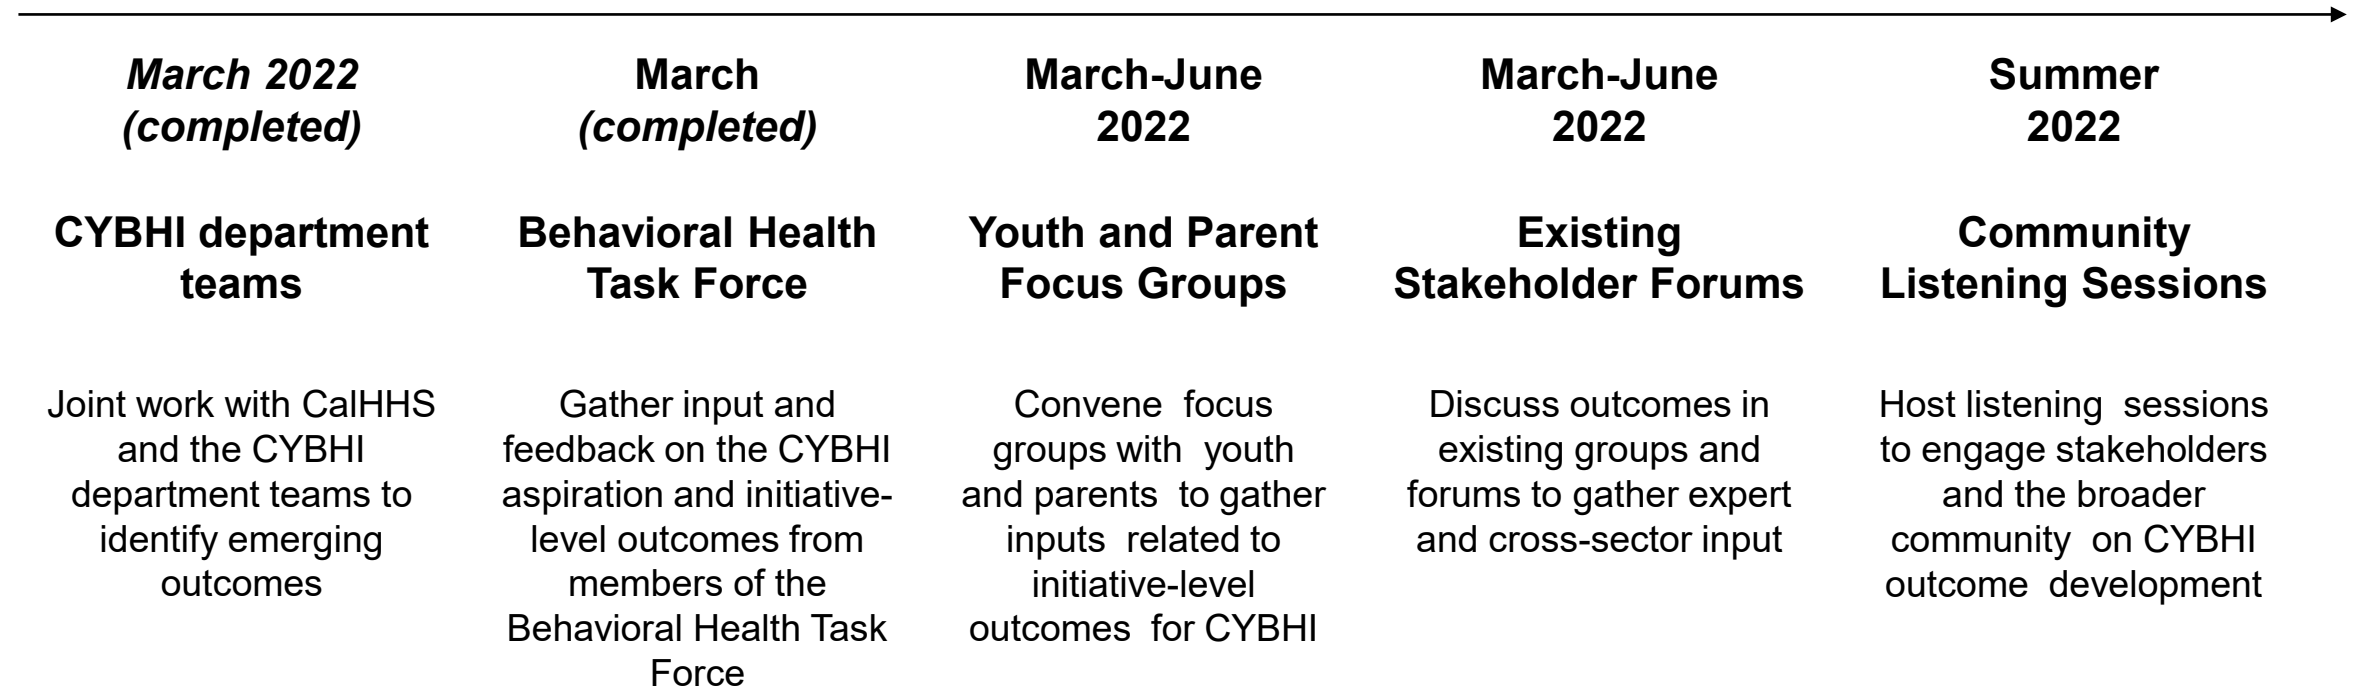 March 2022
(completed)
CYBHI department
teams
Joint work with CalHHS
and the CYBHI
department teams to
identify emerging
outcomes
March
(completed)
Behavioral Health
Task Force
Gather input and
feedback on the CYBHI
aspiration and initiative-
level outcomes from
members of the
Behavioral Health Task
Force
March-June
2022
Youth and Parent
Focus Groups
Convene focus
groups with youth
and parents to gather
inputs related to
initiative-level
outcomes for CYBHI
March-June
2022
Existing
Stakeholder Forums
Discuss outcomes in
existing groups and
forums to gather expert
and cross-sector input
Summer
2022
Community
Listening Sessions
Host listening sessions
to engage stakeholders
and the broader
community on CYBHI
outcome development